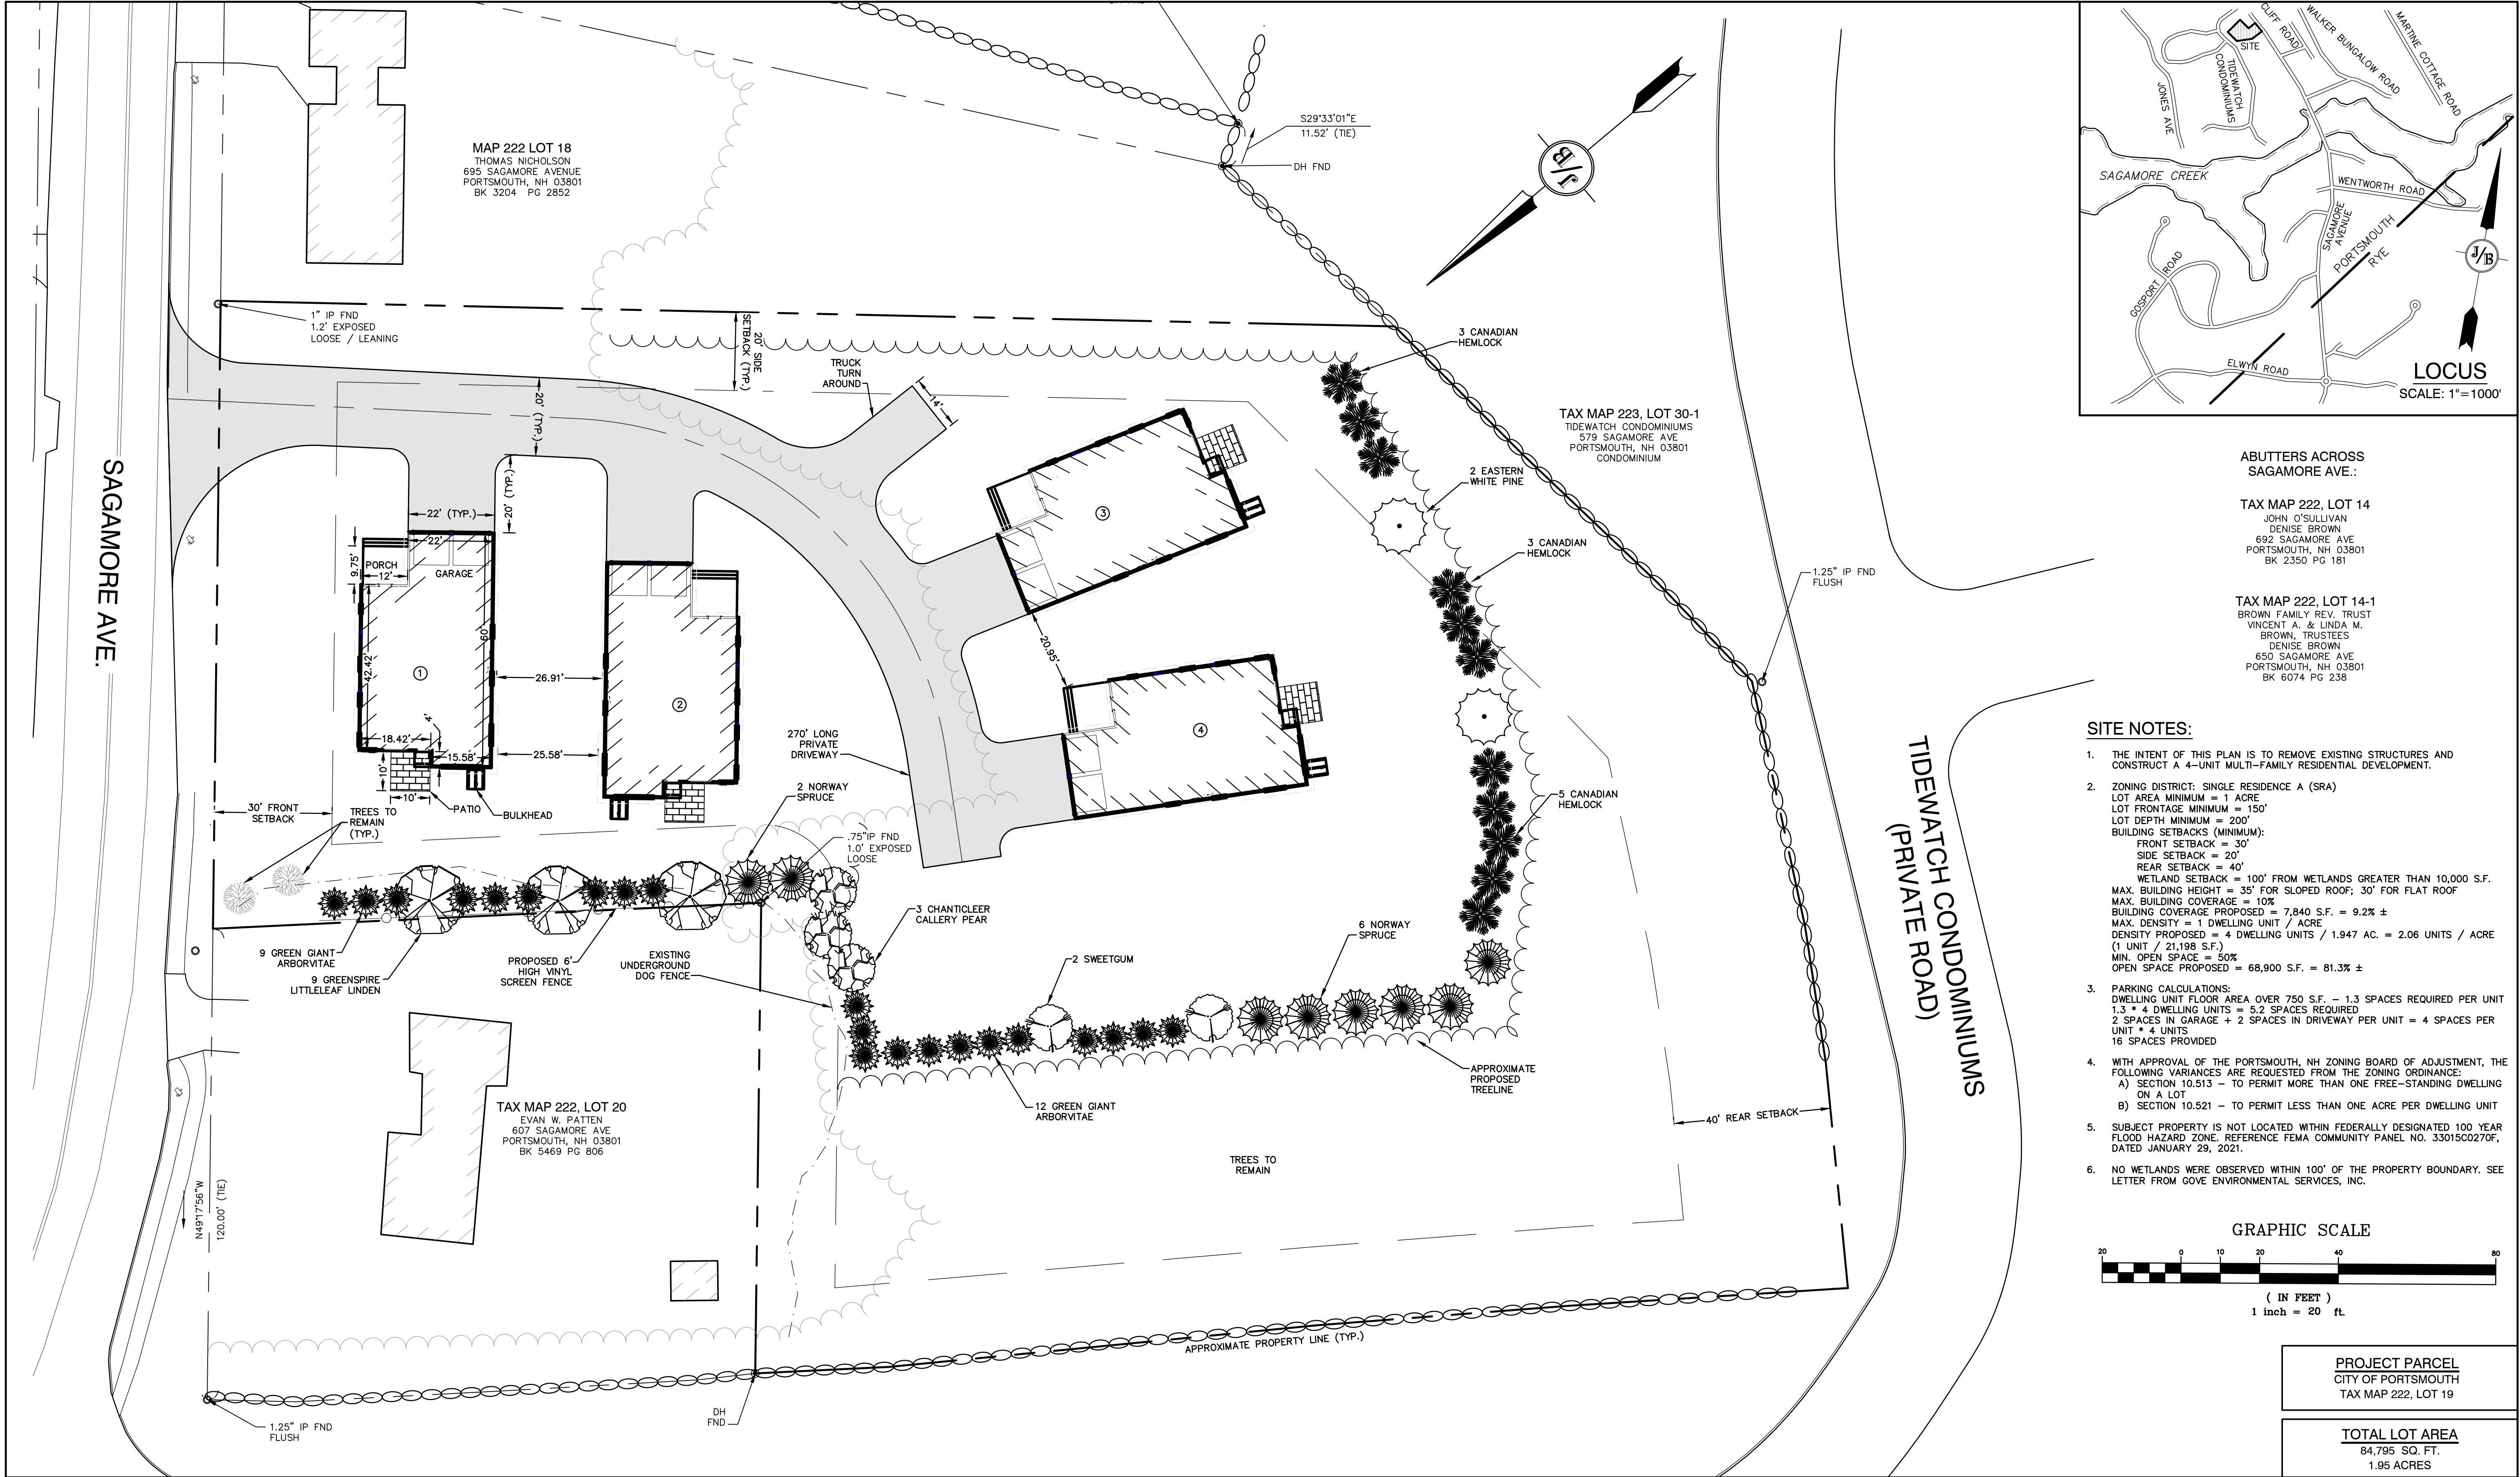 MAP 222 LOT 18
THOMAS NICHOLSON
695 SAGAMORE AVENUE
PORTSMOUTH, NH 03801
BK 3204 PG 2852
S29°33'01"E
11.52' (TIE)
DH FND
J/B
1" IP FND
1.2' EXPOSED
LOOSE / LEANING
20' SIDE
SETBACK (TYP.)
TRUCK
TURN
AROUND
14'
20' (TYP.)
3 CANADIAN
HEMLOCK
TAX MAP 223, LOT 30-1
TIDEWATCH CONDOMINIUMS
579 SAGAMORE AVE
PORTSMOUTH, NH 03801
CONDOMINIUM
2 EASTERN
WHITE PINE
3 CANADIAN
HEMLOCK
1.25" IP FND
FLUSH
SAGAMORE AVE.
22' (TYP.)
20' (TYP.)
22'
9.75'
PORCH
12'
GARAGE
60'
42.42'
1
26.91'
2
3
20.95'
4
4'
18.42'
15.58'
25.58'
10'
10'
PATIO
BULKHEAD
30' FRONT
SETBACK
TREES TO
REMAIN
(TYP.)
270' LONG
PRIVATE
DRIVEWAY
2 NORWAY
SPRUCE
.75"IP FND
1.0' EXPOSED
LOOSE
5 CANADIAN
HEMLOCK
3 CHANTICLEER
CALLERY PEAR
9 GREEN GIANT
ARBORVITAE
9 GREENSPIRE
LITTLELEAF LINDEN
PROPOSED 6'
HIGH VINYL
SCREEN FENCE
EXISTING
UNDERGROUND
DOG FENCE
2 SWEETGUM
6 NORWAY
SPRUCE
12 GREEN GIANT
ARBORVITAE
APPROXIMATE
PROPOSED
TREELINE
40' REAR SETBACK
TREES TO
REMAIN
TAX MAP 222, LOT 20
EVAN W. PATTEN
607 SAGAMORE AVE
PORTSMOUTH, NH 03801
BK 5469 PG 806
N49°17'56"W
120.00' (TIE)
APPROXIMATE PROPERTY LINE (TYP.)
1.25" IP FND
FLUSH
DH
FND
TIDEWATCH CONDOMINIUMS
(PRIVATE ROAD)
SITE
CLIFF ROAD
WALKER BUNGALOW ROAD
MARTINE COTTAGE ROAD
TIDEWATCH
CONDOMINIUMS
JONES AVE
SAGAMORE CREEK
WENTWORTH ROAD
SAGAMORE
AVENUE
PORTSMOUTH
RYE
GOSPORT ROAD
J/B
ELWYN ROAD
LOCUS
SCALE: 1"=1000'
ABUTTERS ACROSS
SAGAMORE AVE.:
TAX MAP 222, LOT 14
JOHN O'SULLIVAN
DENISE BROWN
692 SAGAMORE AVE
PORTSMOUTH, NH 03801
BK 2350 PG 181
TAX MAP 222, LOT 14-1
BROWN FAMILY REV. TRUST
VINCENT A. & LINDA M.
BROWN, TRUSTEES
DENISE BROWN
650 SAGAMORE AVE
PORTSMOUTH, NH 03801
BK 6074 PG 238
SITE NOTES:
1. THE INTENT OF THIS PLAN IS TO REMOVE EXISTING STRUCTURES AND
CONSTRUCT A 4-UNIT MULTI-FAMILY RESIDENTIAL DEVELOPMENT.
2. ZONING DISTRICT: SINGLE RESIDENCE A (SRA)
LOT AREA MINIMUM = 1 ACRE
LOT FRONTAGE MINIMUM = 150'
LOT DEPTH MINIMUM = 200'
BUILDING SETBACKS (MINIMUM):
FRONT SETBACK = 30'
SIDE SETBACK = 20'
REAR SETBACK = 40'
WETLAND SETBACK = 100' FROM WETLANDS GREATER THAN 10,000 S.F.
MAX. BUILDING HEIGHT = 35' FOR SLOPED ROOF; 30' FOR FLAT ROOF
MAX. BUILDING COVERAGE = 10%
BUILDING COVERAGE PROPOSED = 7,840 S.F. = 9.2% ±
MAX. DENSITY = 1 DWELLING UNIT / ACRE
DENSITY PROPOSED = 4 DWELLING UNITS / 1.947 AC. = 2.06 UNITS / ACRE
(1 UNIT / 21,198 S.F.)
MIN. OPEN SPACE = 50%
OPEN SPACE PROPOSED = 68,900 S.F. = 81.3% ±
3. PARKING CALCULATIONS:
DWELLING UNIT FLOOR AREA OVER 750 S.F. - 1.3 SPACES REQUIRED PER UNIT
1.3 * 4 DWELLING UNITS = 5.2 SPACES REQUIRED
2 SPACES IN GARAGE + 2 SPACES IN DRIVEWAY PER UNIT = 4 SPACES PER
UNIT * 4 UNITS
16 SPACES PROVIDED
4. WITH APPROVAL OF THE PORTSMOUTH, NH ZONING BOARD OF ADJUSTMENT, THE
FOLLOWING VARIANCES ARE REQUESTED FROM THE ZONING ORDINANCE:
A) SECTION 10.513 - TO PERMIT MORE THAN ONE FREE-STANDING DWELLING
ON A LOT
B) SECTION 10.521 - TO PERMIT LESS THAN ONE ACRE PER DWELLING UNIT
5. SUBJECT PROPERTY IS NOT LOCATED WITHIN FEDERALLY DESIGNATED 100 YEAR
FLOOD HAZARD ZONE. REFERENCE FEMA COMMUNITY PANEL NO. 33015C0270F,
DATED JANUARY 29, 2021.
6. NO WETLANDS WERE OBSERVED WITHIN 100' OF THE PROPERTY BOUNDARY. SEE
LETTER FROM GOVE ENVIRONMENTAL SERVICES, INC.
GRAPHIC SCALE
20 0 10 20 40 80
( IN FEET )
1 inch = 20 ft.
PROJECT PARCEL
CITY OF PORTSMOUTH
TAX MAP 222, LOT 19
TOTAL LOT AREA
84,795 SQ. FT.
1.95 ACRES